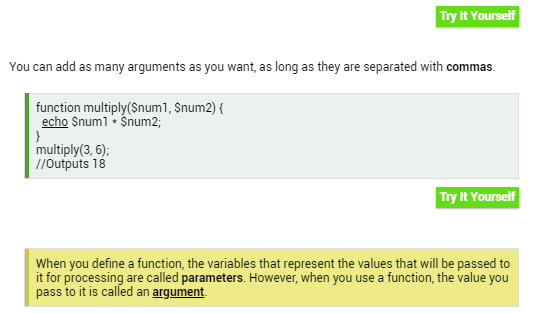 Try It Yourself
You can add as many arguments as you want, as long as they are separated with commas.
function multiply($num1, $num2) {
echo $num1 * $num2;
}
multiply(3, 6);
//Outputs 18
Try It Yourself
When you define a function, the variables that represent the values that will be passed to
it for processing are called parameters. However, when you use a function, the value you
pass to it is called an argument.